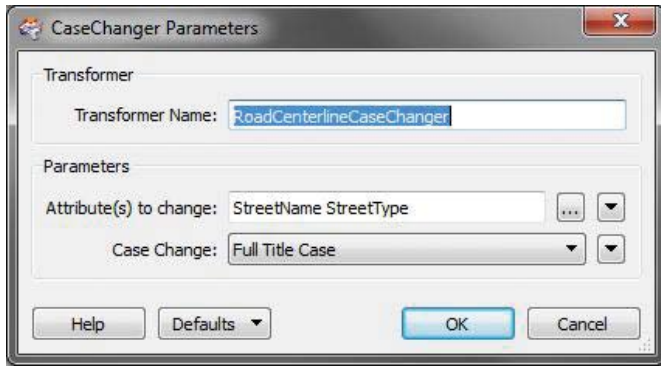 CaseChanger Parameters
Transformer
Transformer Name: RoadCenterlineCaseChanger
Parameters
Attribute(s) to change: StreetName StreetType ...
Case Change: Full Title Case
Help Defaults OK Cancel